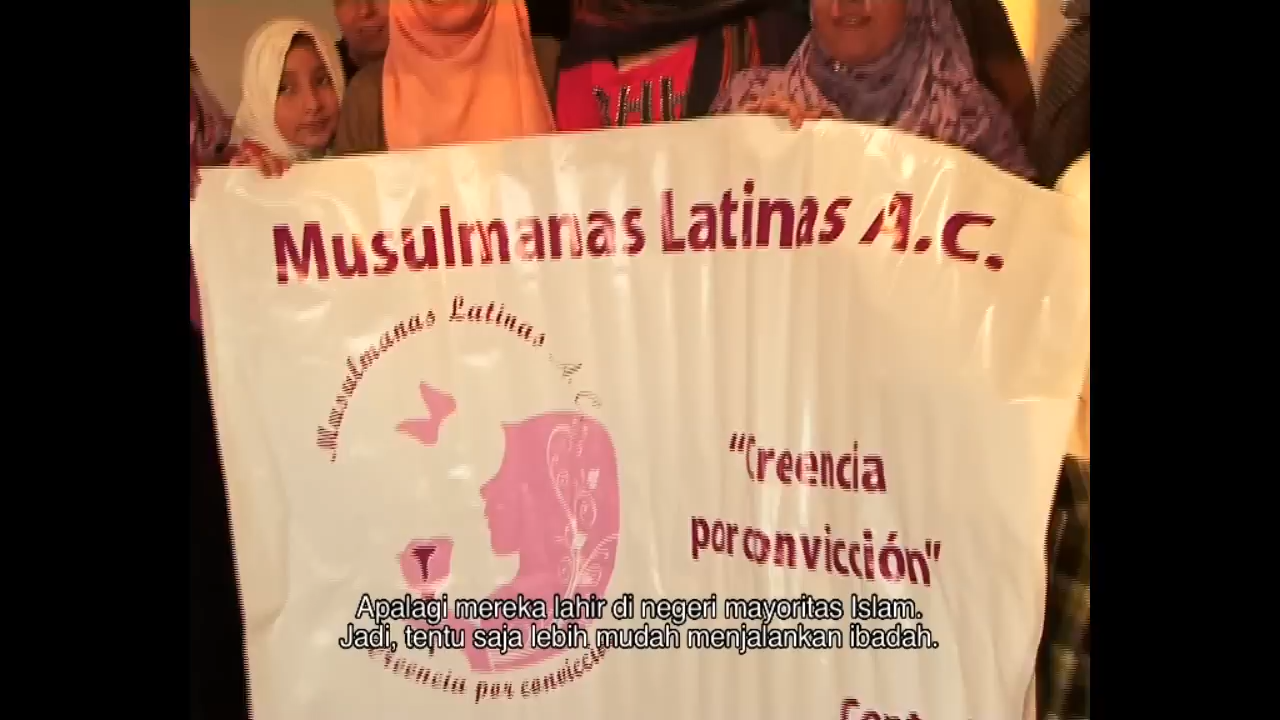 Musulmanas Latinas A.C.
Musulmanas Latinas A.C.
"Creencia
por convicción"
Apalagi mereka lahir di negeri mayoritas Islam.
Jadi, tentu saja lebih mudah menjalankan ibadah.
Creencia por convicción